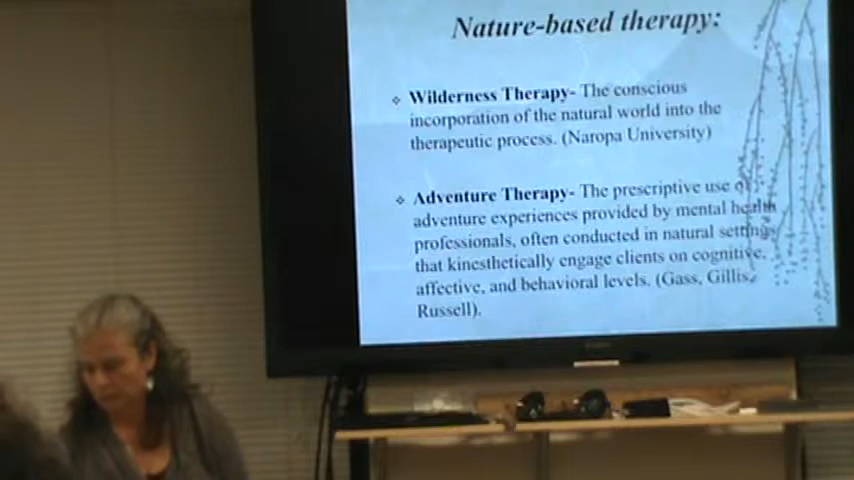 Nature-based therapy:
Wilderness Therapy- The conscious
incorporation of the natural world into the
therapeutic process. (Naropa University)
Adventure Therapy- The prescriptive use of
adventure experiences provided by mental health
professionals, often conducted in natural settings
that kinesthetically engage clients on cognitive,
affective, and behavioral levels. (Gass, Gillis,
Russell).